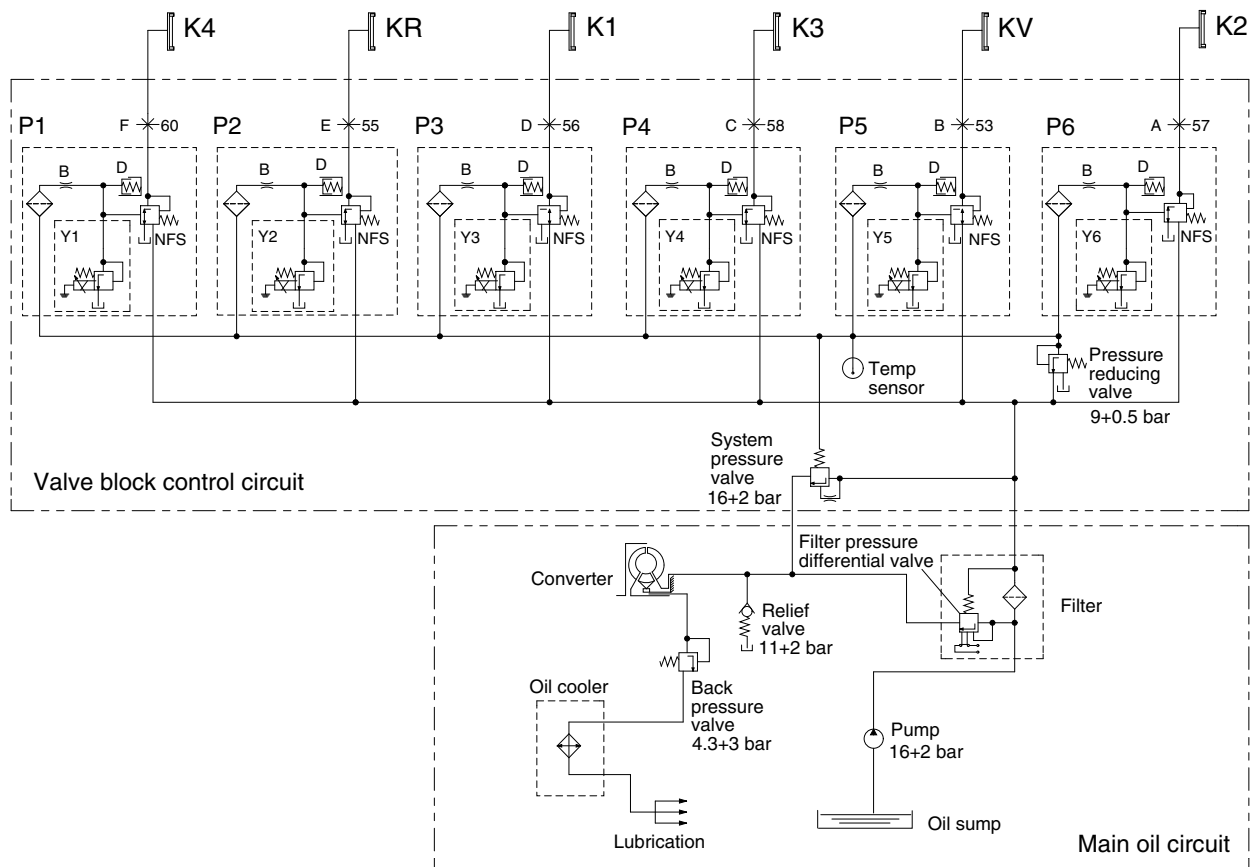 K4
KR
K1
K3
KV
K2
P1
F 60
P2
E 55
P3
D 56
P4
C 58
P5
B 53
P6
A 57
B
D
B
D
B
D
B
D
B
D
B
D
Y1
NFS
Y2
NFS
Y3
NFS
Y4
NFS
Y5
NFS
Y6
NFS
Temp
sensor
Pressure
reducing
valve
9+0.5 bar
System
pressure
valve
16+2 bar
Valve block control circuit
Filter pressure
differential valve
Converter
Filter
Relief
valve
11+2 bar
Oil cooler
Back
pressure
valve
4.3+3 bar
Pump
16+2 bar
Lubrication
Oil sump
Main oil circuit